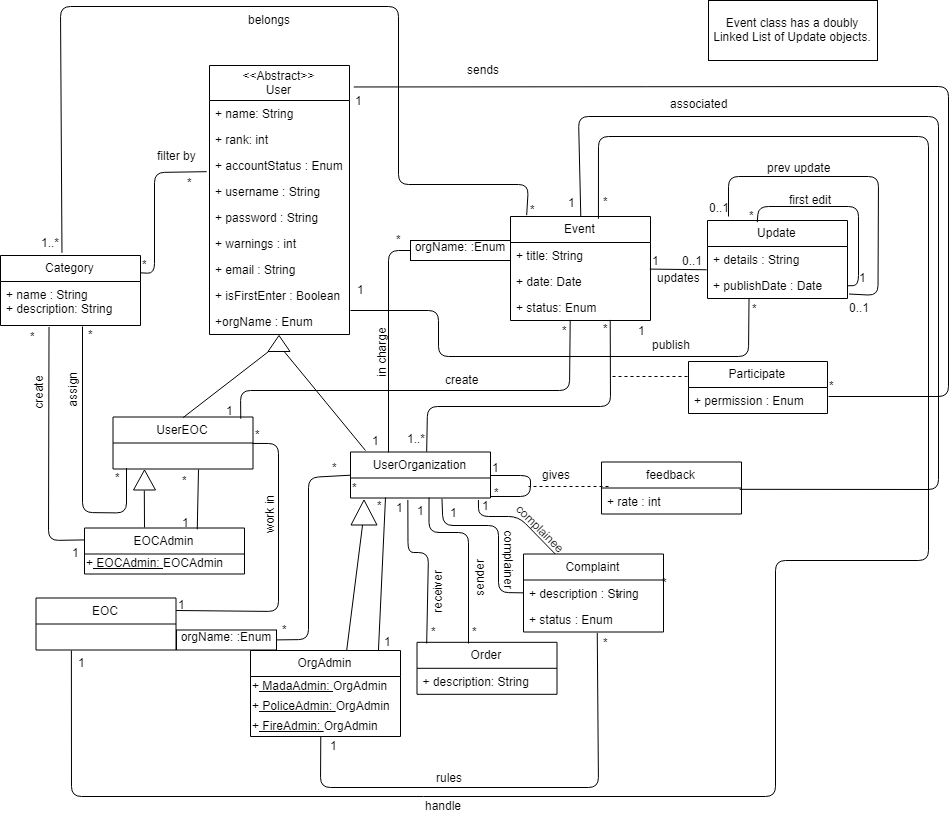 belongs
Event class has a doubly
Linked List of Update objects.
sends
<<Abstract>>
User
+ name: String
+ rank: int
+ accountStatus : Enum
+ username : String
+ password : String
+ warnings : int
+ email : String
+ isFirstEnter : Boolean
+orgName : Enum
1
associated
filter by
*
prev update
first edit
0..1
*
1
*
*
1..*
*
Category
+ name : String
+ description: String
*
*
*
orgName: :Enum
Event
+ title: String
+ date: Date
+ status: Enum
1
0..1
updates
Update
+ details : String
+ publishDate : Date
1
0..1
*
1
publish
in charge
*
*
1
create
assign
create
1
Participate
+ permission : Enum
*
UserEOC
*
*
*
1
1..*
UserOrganization
*
*
*
1
*
gives
feedback
+ rate : int
work in
1
1
EOCAdmin
+ EOCAdmin: EOCAdmin
1
1
1
1
complainee
complainer
receiver
sender
Complaint
+ description : String
+ status : Enum
*
*
*
EOC
1
orgName: :Enum
*
1
1
OrgAdmin
+ MadaAdmin: OrgAdmin
+ PoliceAdmin: OrgAdmin
+ FireAdmin: OrgAdmin
1
*
*
Order
+ description: String
*
rules
handle